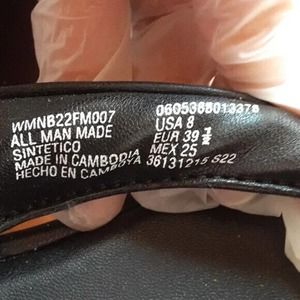 WMNB22FM007
ALL MAN MADE
SINTETICO
MADE IN CAMBODIA
HECHO EN CAMBOYA
0605388013378
USA 8
EUR 39 1/2
MEX 25
36131215 S22